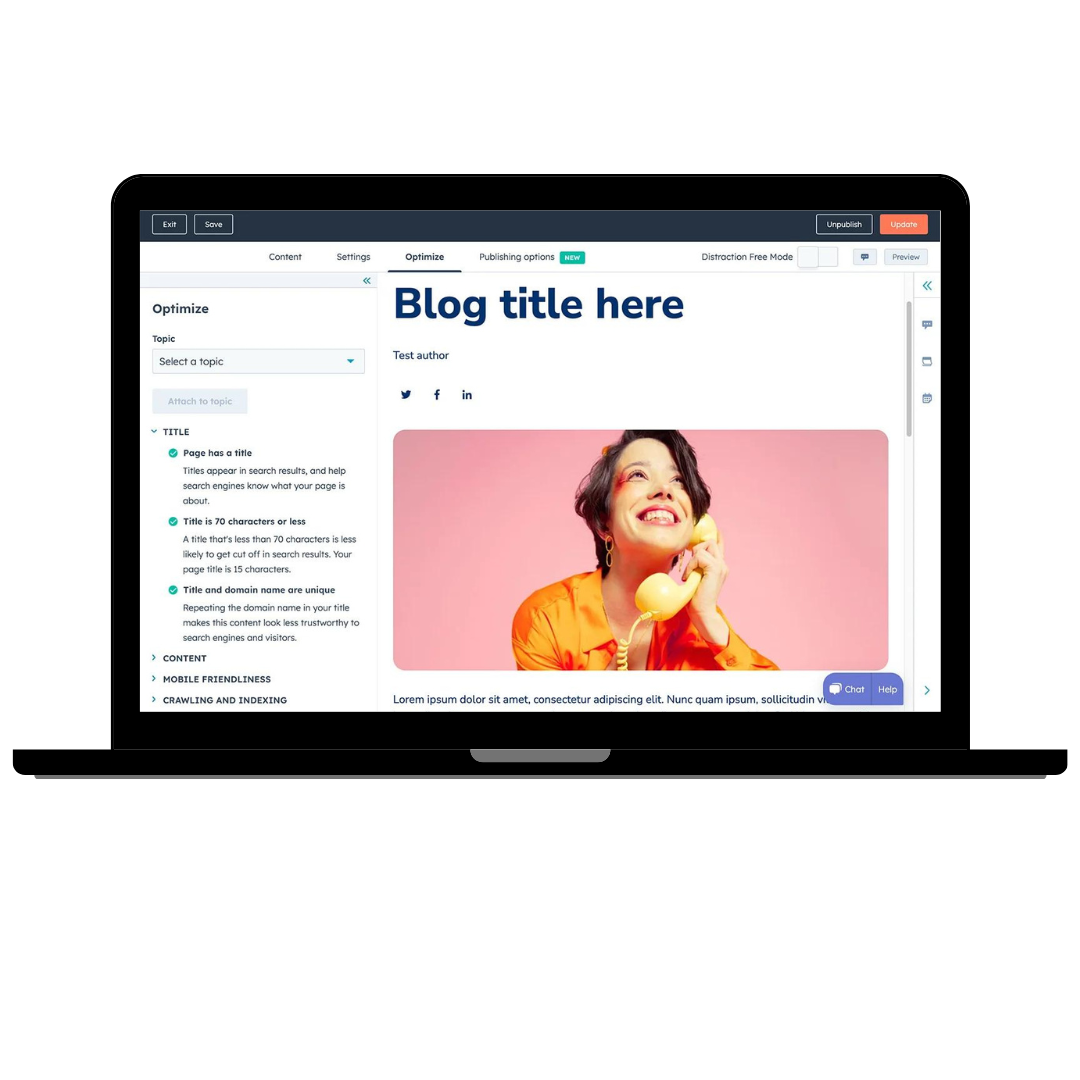 Exit
Save
Unpublish
Update
Content
Settings
Optimize
Publishing options
NEW
Distraction Free Mode
Preview
Optimize
Topic
Select a topic
Attach to topic
TITLE
Page has a title
Titles appear in search results, and help
search engines know what your page is
about.
Title is 70 characters or less
A title that's less than 70 characters is less
likely to get cut off in search results. Your
page title is 15 characters.
Title and domain name are unique
Repeating the domain name in your title
makes this content look less trustworthy to
search engines and visitors.
CONTENT
MOBILE FRIENDLINESS
CRAWLING AND INDEXING
Blog title here
Test author
Lorem ipsum dolor sit amet, consectetur adipiscing elit. Nunc quam ipsum, sollicitudin
Chat
Help